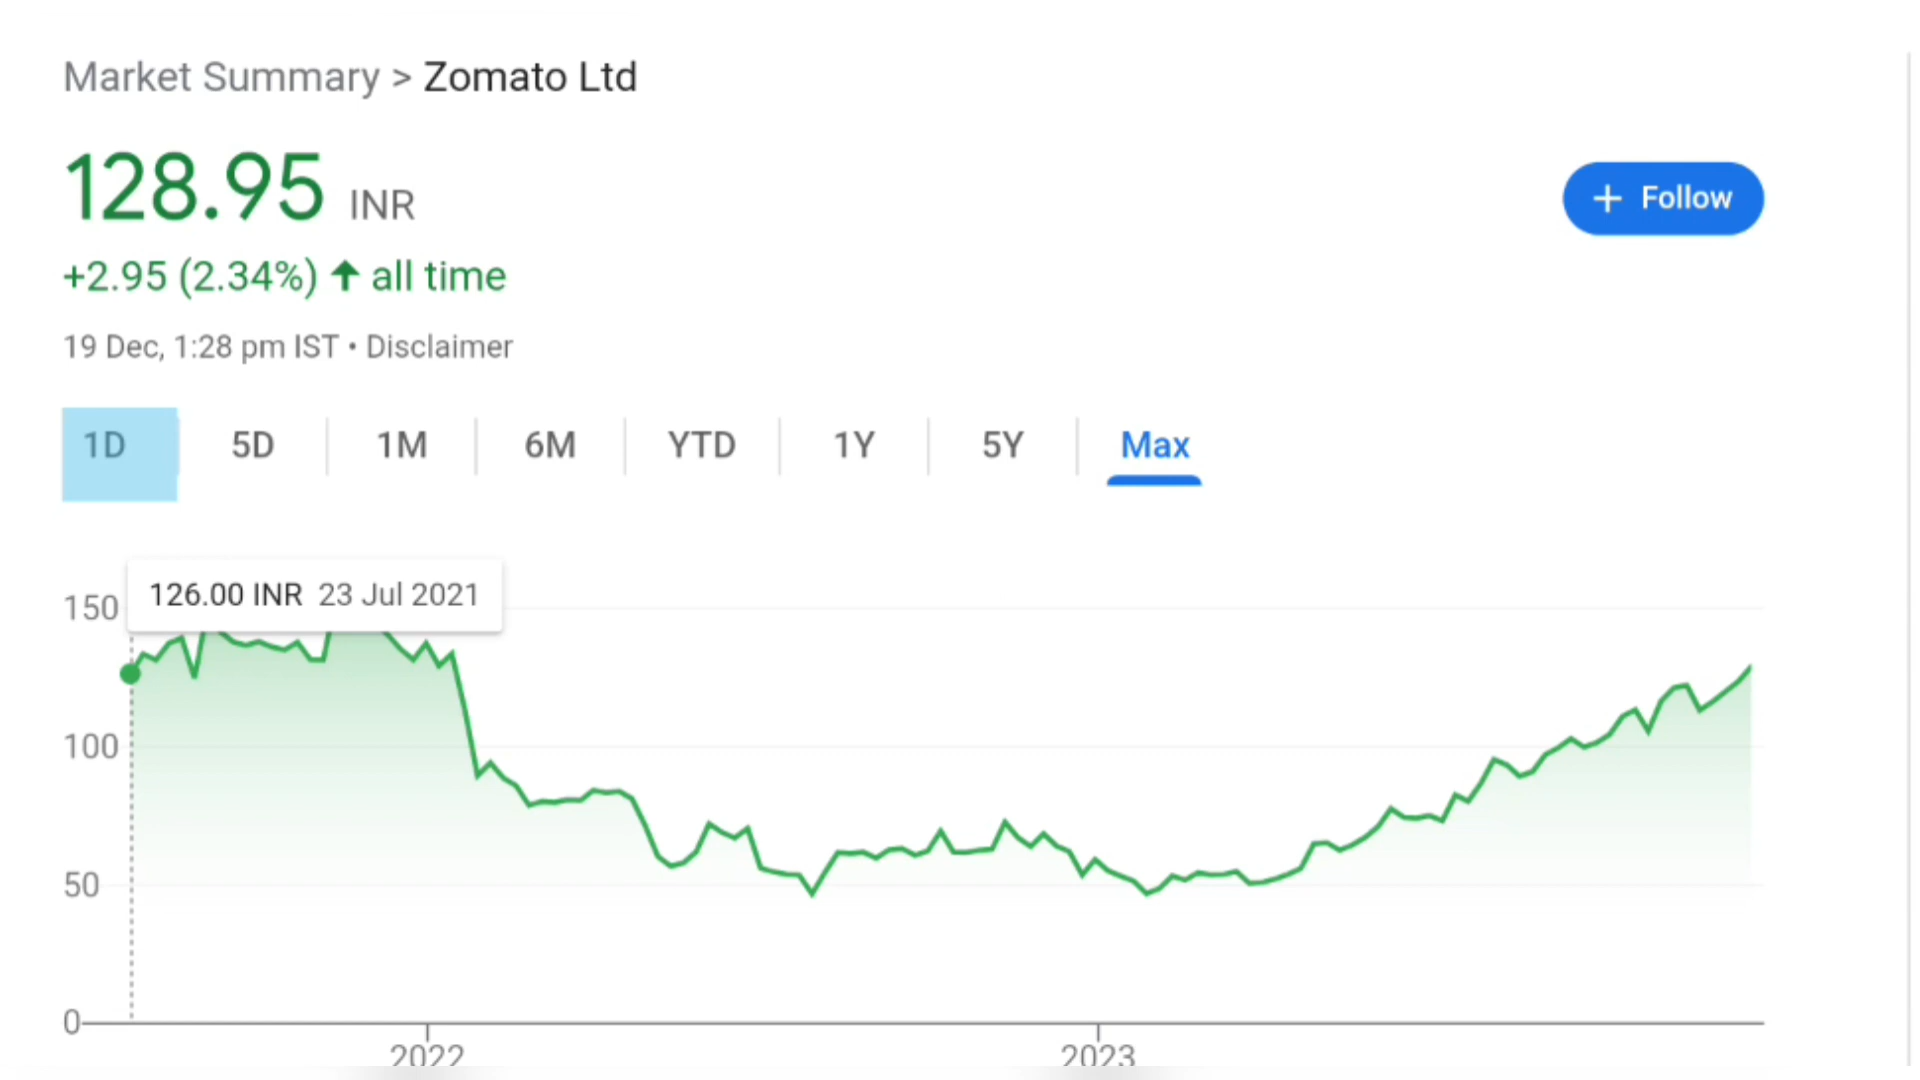 Market Summary > Zomato Ltd
128.95 INR
+ Follow
+2.95 (2.34%) ↑ all time
19 Dec, 1:28 pm IST • Disclaimer
1D 5D 1M 6M YTD 1Y 5Y Max
126.00 INR 23 Jul 2021
150
100
50
0
2022 2023